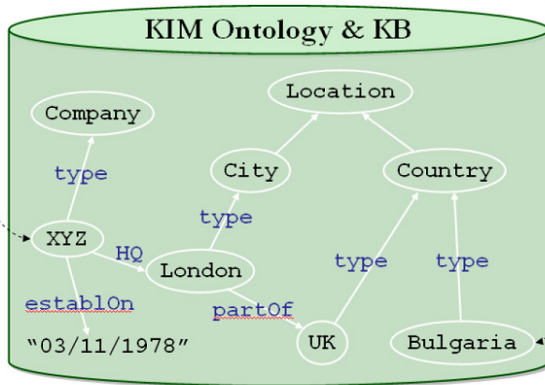 KIM Ontology & KB
Location
Company
City
Country
type
type
XYZ
HQ
London
type
type
establOn
partOf
"03/11/1978"
UK
Bulgaria